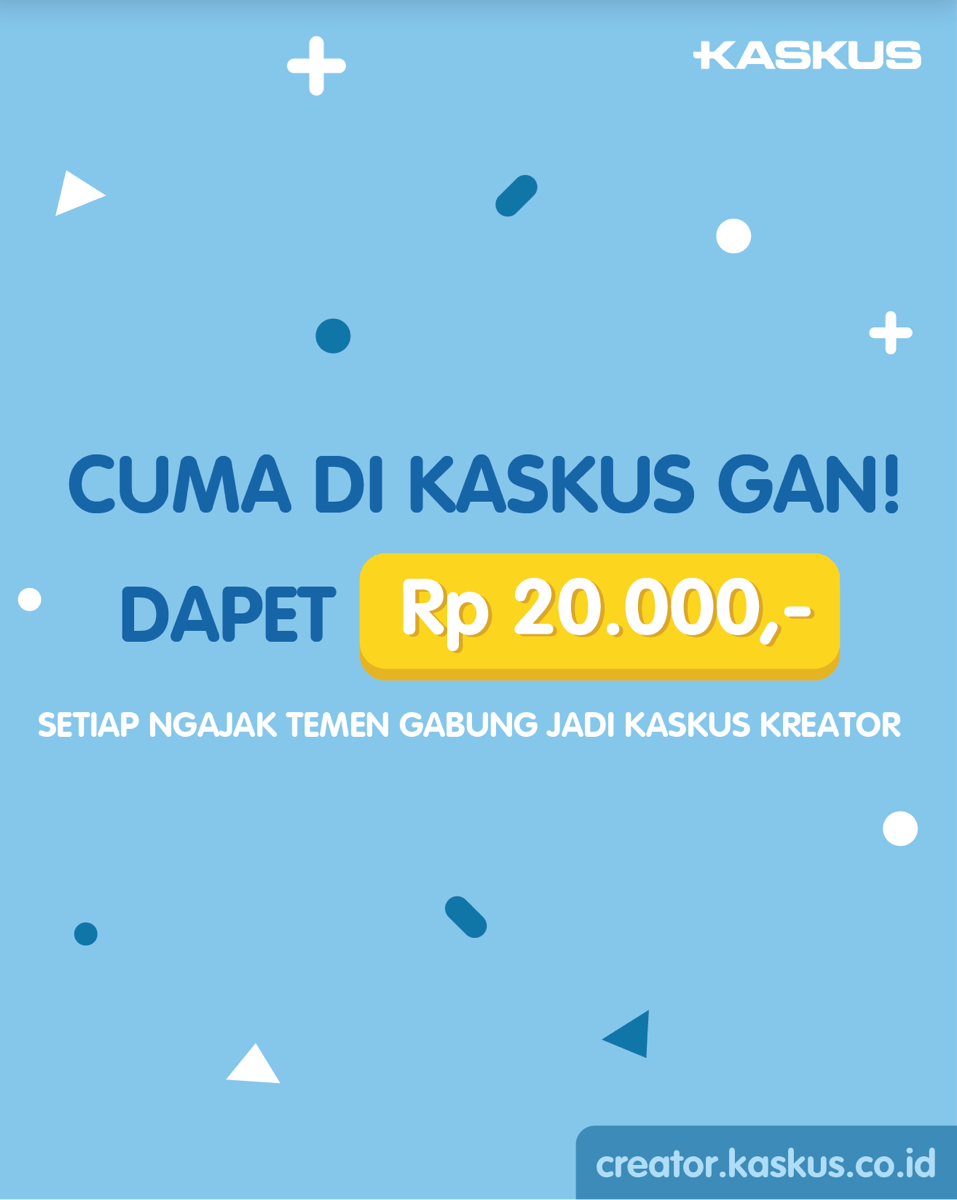 KASKUS
CUMA DI KASKUS GAN!
DAPET Rp 20.000,-
SETIAP NGAJAK TEMEN GABUNG JADI KASKUS KREATOR
creator.kaskus.co.id